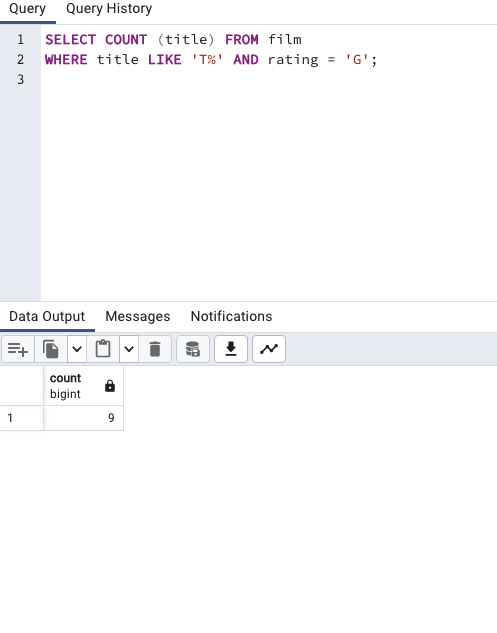 Query Query History
1 SELECT COUNT (title) FROM film
2 WHERE title LIKE 'T%' AND rating = 'G';
3
Data Output Messages Notifications
count
bigint
1 9